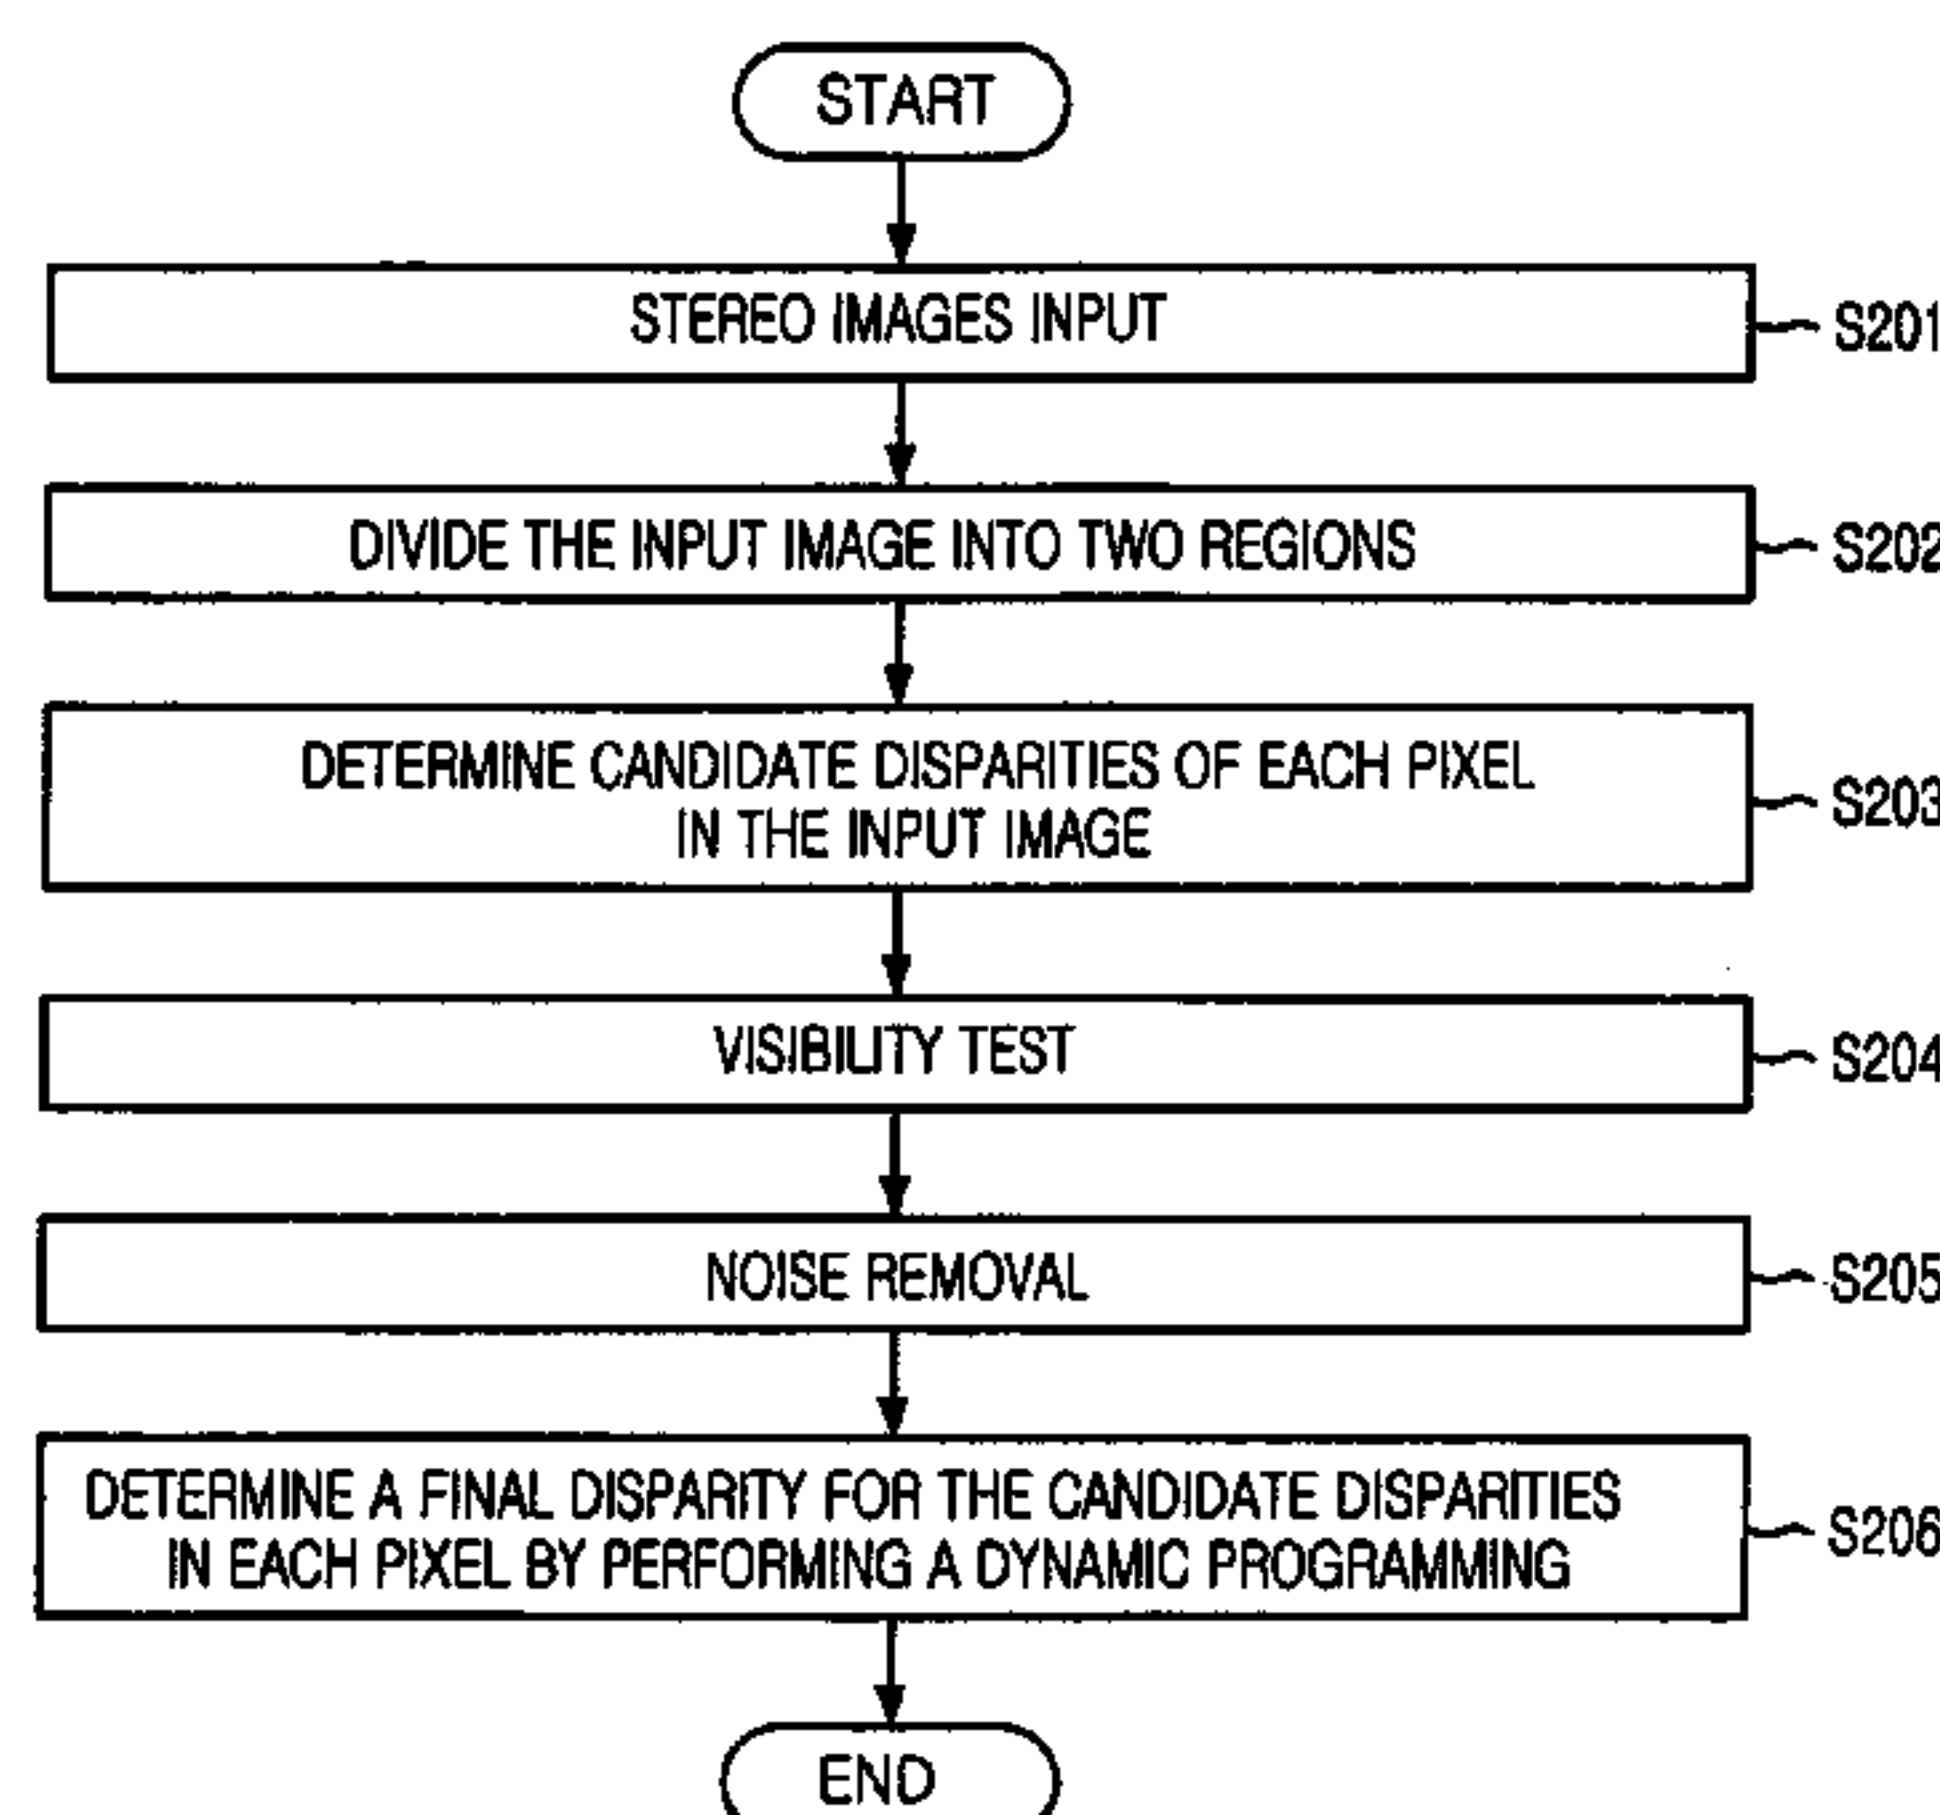 START
STEREO IMAGES INPUT
S201
DIVIDE THE INPUT IMAGE INTO TWO REGIONS
S202
DETERMINE CANDIDATE DISPARITIES OF EACH PIXEL
IN THE INPUT IMAGE
S203
VISIBILITY TEST
S204
NOISE REMOVAL
S205
DETERMINE A FINAL DISPARITY FOR THE CANDIDATE DISPARITIES
IN EACH PIXEL BY PERFORMING A DYNAMIC PROGRAMMING
S206
END